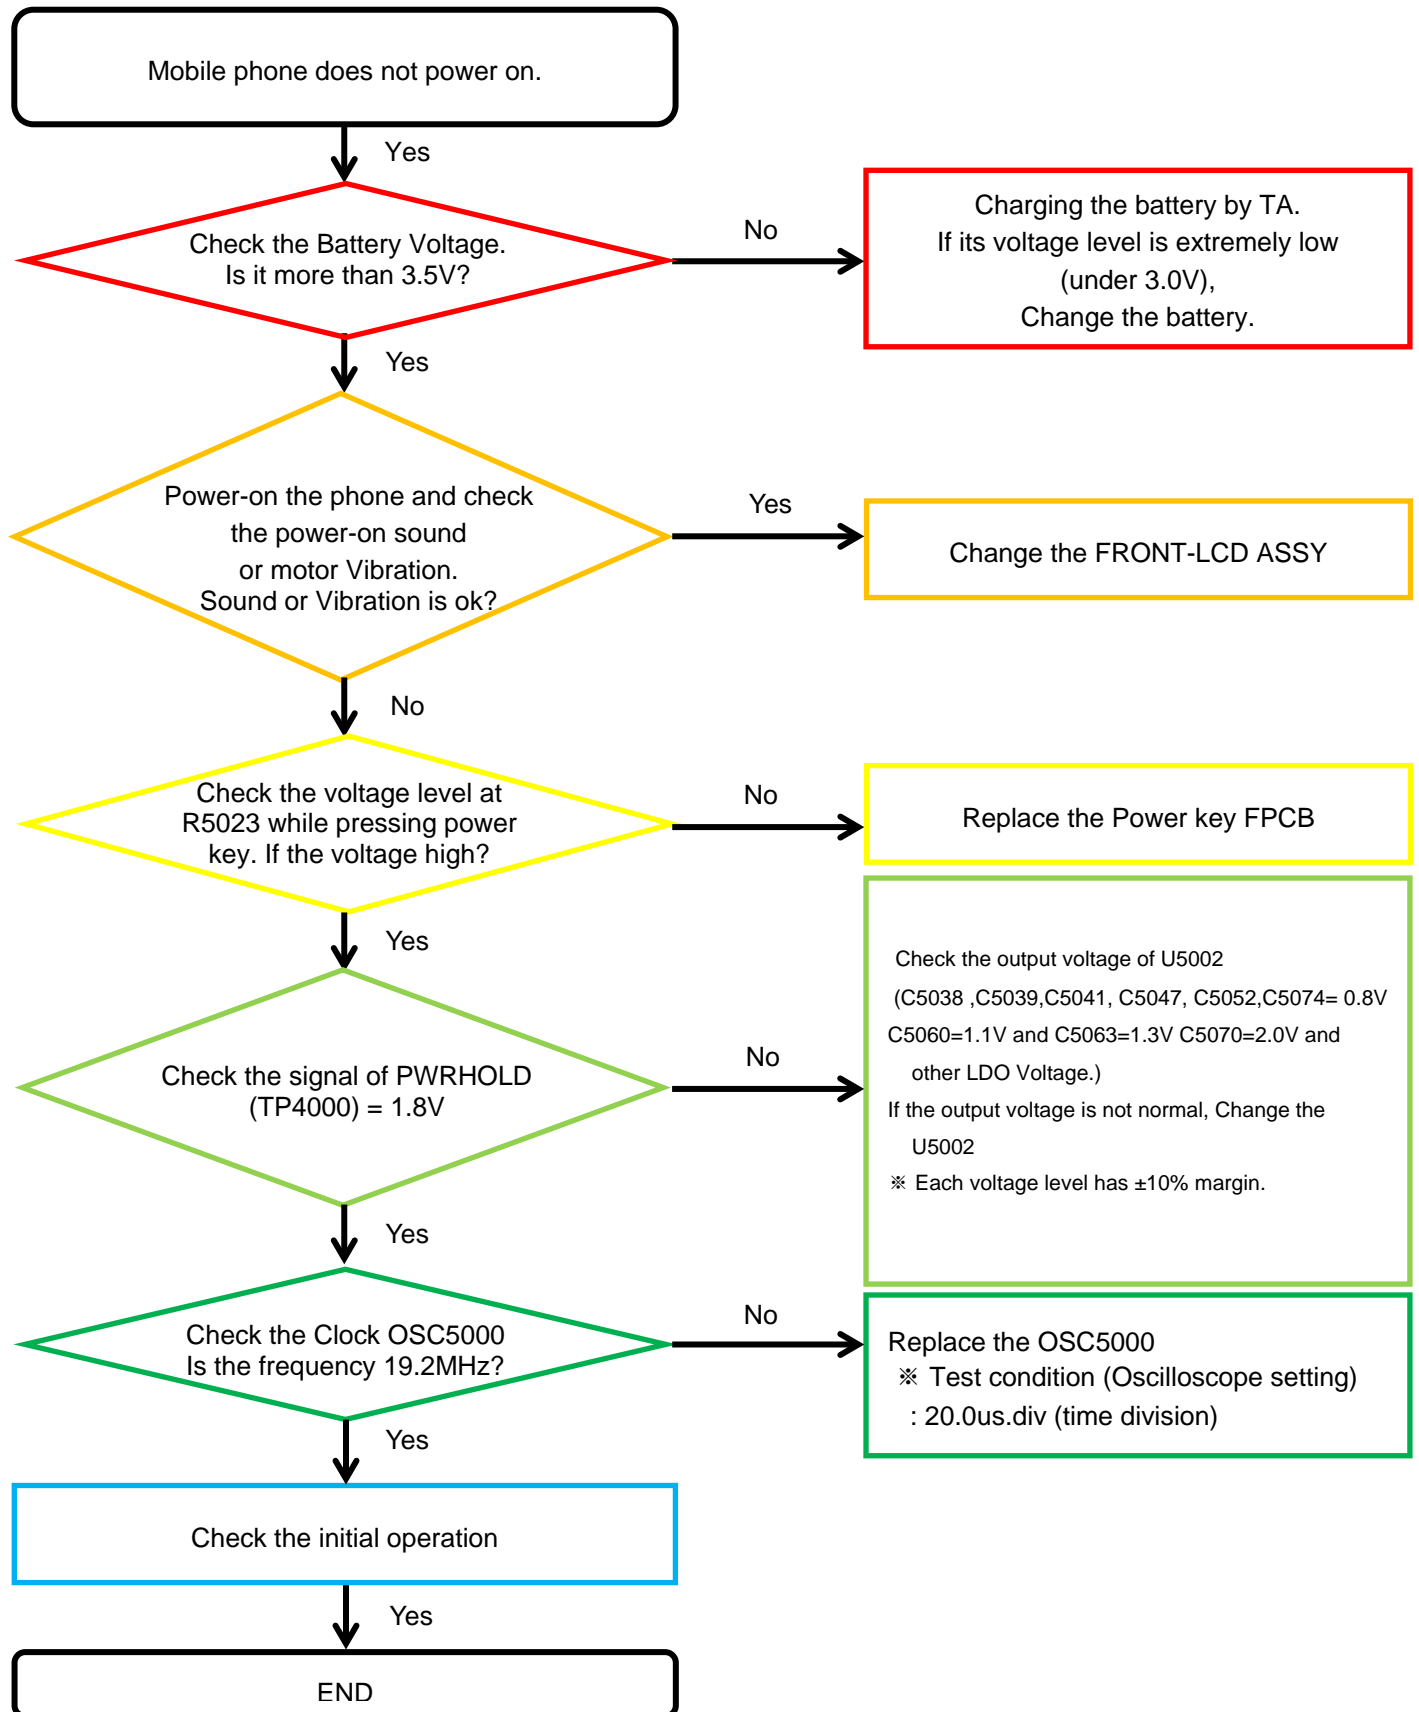 Mobile phone does not power on.
Yes
Check the Battery Voltage.
Is it more than 3.5V?
No
Charging the battery by TA.
If its voltage level is extremely low
(under 3.0V),
Change the battery.
Yes
Power-on the phone and check
the power-on sound
or motor Vibration.
Sound or Vibration is ok?
Yes
Change the FRONT-LCD ASSY
No
Check the voltage level at
R5023 while pressing power
key. If the voltage high?
No
Replace the Power key FPCB
Yes
Check the signal of PWRHOLD
(TP4000) = 1.8V
No
Check the output voltage of U5002
(C5038 ,C5039,C5041, C5047, C5052,C5074= 0.8V
C5060=1.1V and C5063=1.3V C5070=2.0V and
other LDO Voltage.)
If the output voltage is not normal, Change the
U5002
※ Each voltage level has ±10% margin.
Yes
Check the Clock OSC5000
Is the frequency 19.2MHz?
No
Replace the OSC5000
※ Test condition (Oscilloscope setting)
: 20.0us.div (time division)
Yes
Check the initial operation
Yes
END